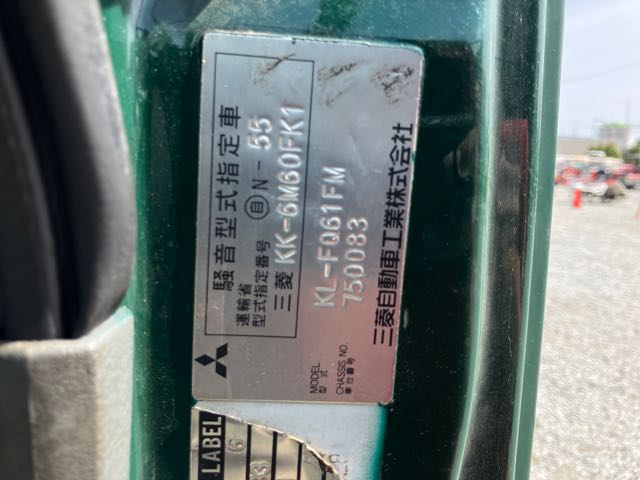 騒音型式指定車
運輸省
型式指定番号
自 N-55
三菱 KK-6M60FK1
MODEL
型式
KL-FQ61FM
CHASSIS NO.
車台番号
750083
三菱自動車工業株式会社
LABEL
6